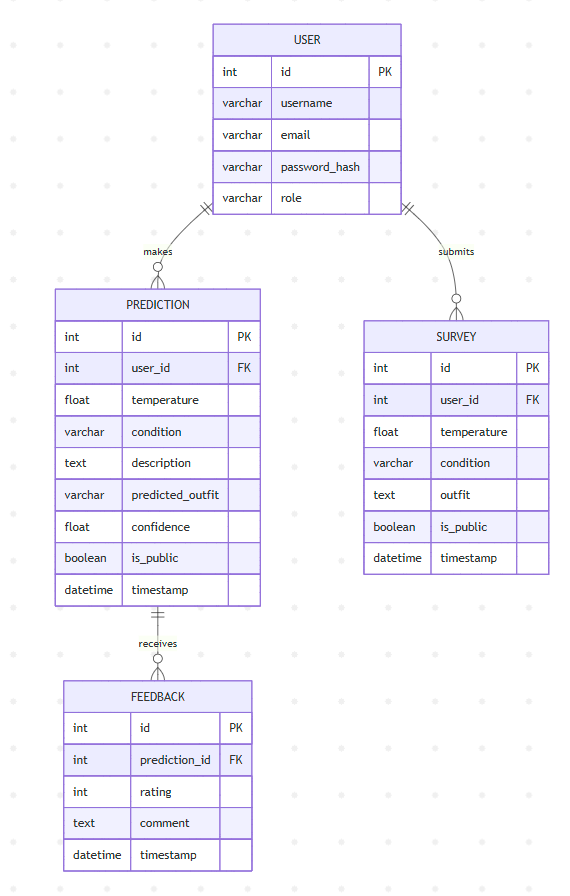 USER
int id PK
varchar username
varchar email
varchar password_hash
varchar role
makes
submits
PREDICTION
int id PK
int user_id FK
float temperature
varchar condition
text description
varchar predicted_outfit
float confidence
boolean is_public
datetime timestamp
SURVEY
int id PK
int user_id FK
float temperature
varchar condition
text outfit
boolean is_public
datetime timestamp
receives
FEEDBACK
int id PK
int prediction_id FK
int rating
text comment
datetime timestamp